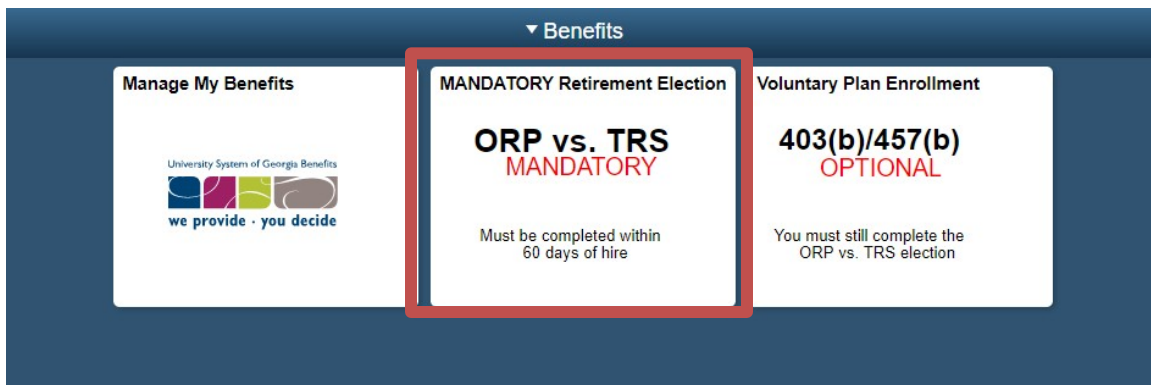 Benefits
Manage My Benefits
University System of Georgia Benefits
we provide · you decide
MANDATORY Retirement Election
ORP vs. TRS
MANDATORY
Must be completed within
60 days of hire
Voluntary Plan Enrollment
403(b)/457(b)
OPTIONAL
You must still complete the
ORP vs. TRS election